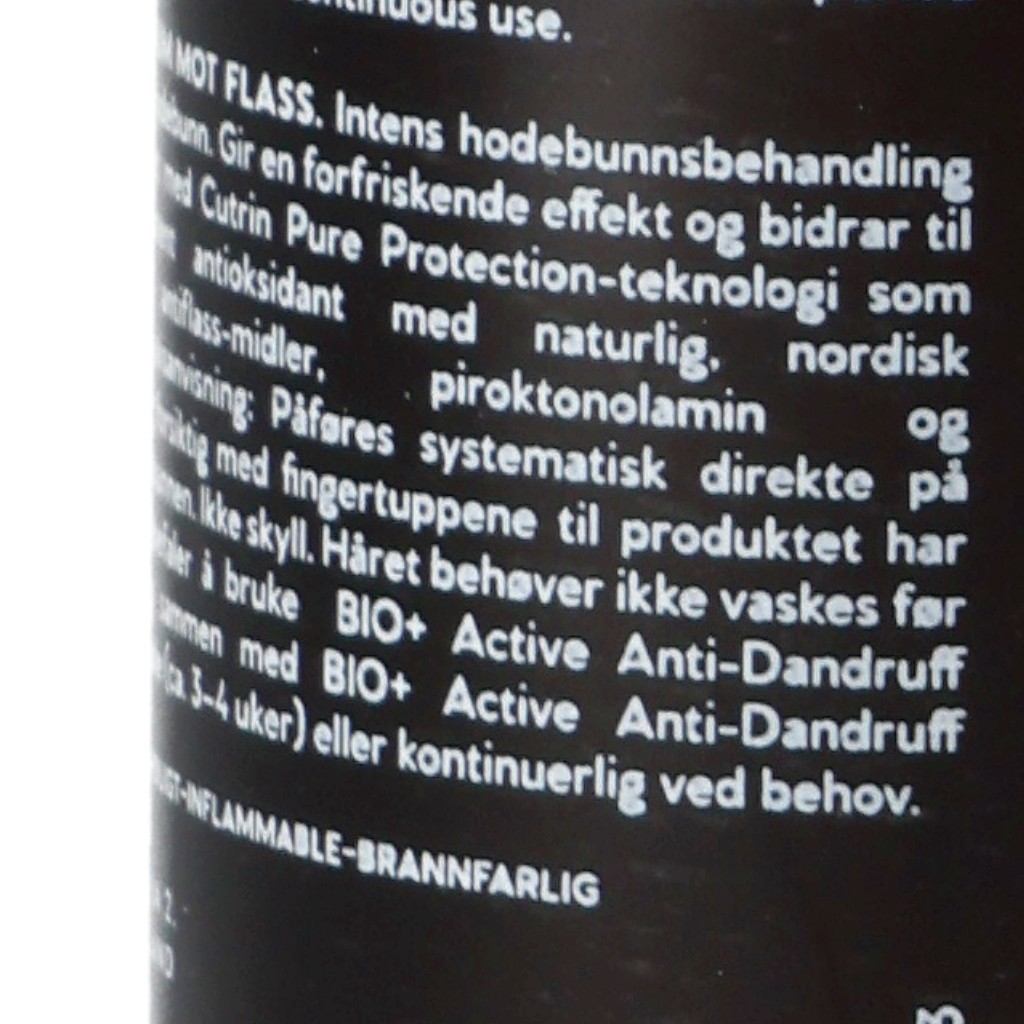 use.
MOT FLASS. Intens hodebunnsbehandling
Gir en forfriskende effekt og bidrar til
Cutrin Pure Protection-teknologi som
antioksidant med naturlig, nordisk
antiflass-midler, piroktonolamin og
Påføres systematisk direkte på
med fingertuppene til produktet har
Ikke skyll. Håret behøver ikke vaskes før
å bruke BIO+ Active Anti-Dandruff
sammen med BIO+ Active Anti-Dandruff
(ca. 3-4 uker) eller kontinuerlig ved behov.
-INFLAMMABLE-BRANNFARLIG
2.